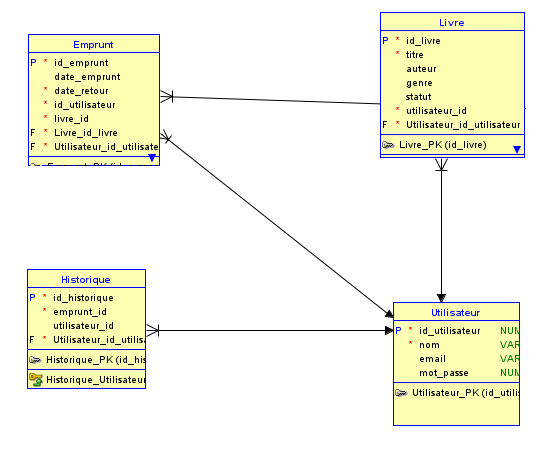 Emprunt
P * id_emprunt
date_emprunt
* date_retour
* id_utilisateur
* livre_id
F * Livre_id_livre
F * Utilisateur_id_utilisate
Livre
P * id_livre
* titre
auteur
genre
statut
* utilisateur_id
F * Utilisateur_id_utilisateur
Livre_PK (id_livre)
Historique
P * id_historique
* emprunt_id
utilisateur_id
F * Utilisateur_id_utilis
Historique_PK (id_his
Historique_Utilisateur
Utilisateur
P * id_utilisateur NUM
* nom VAR
email VAR
mot_passe NUM
Utilisateur_PK (id_utilis